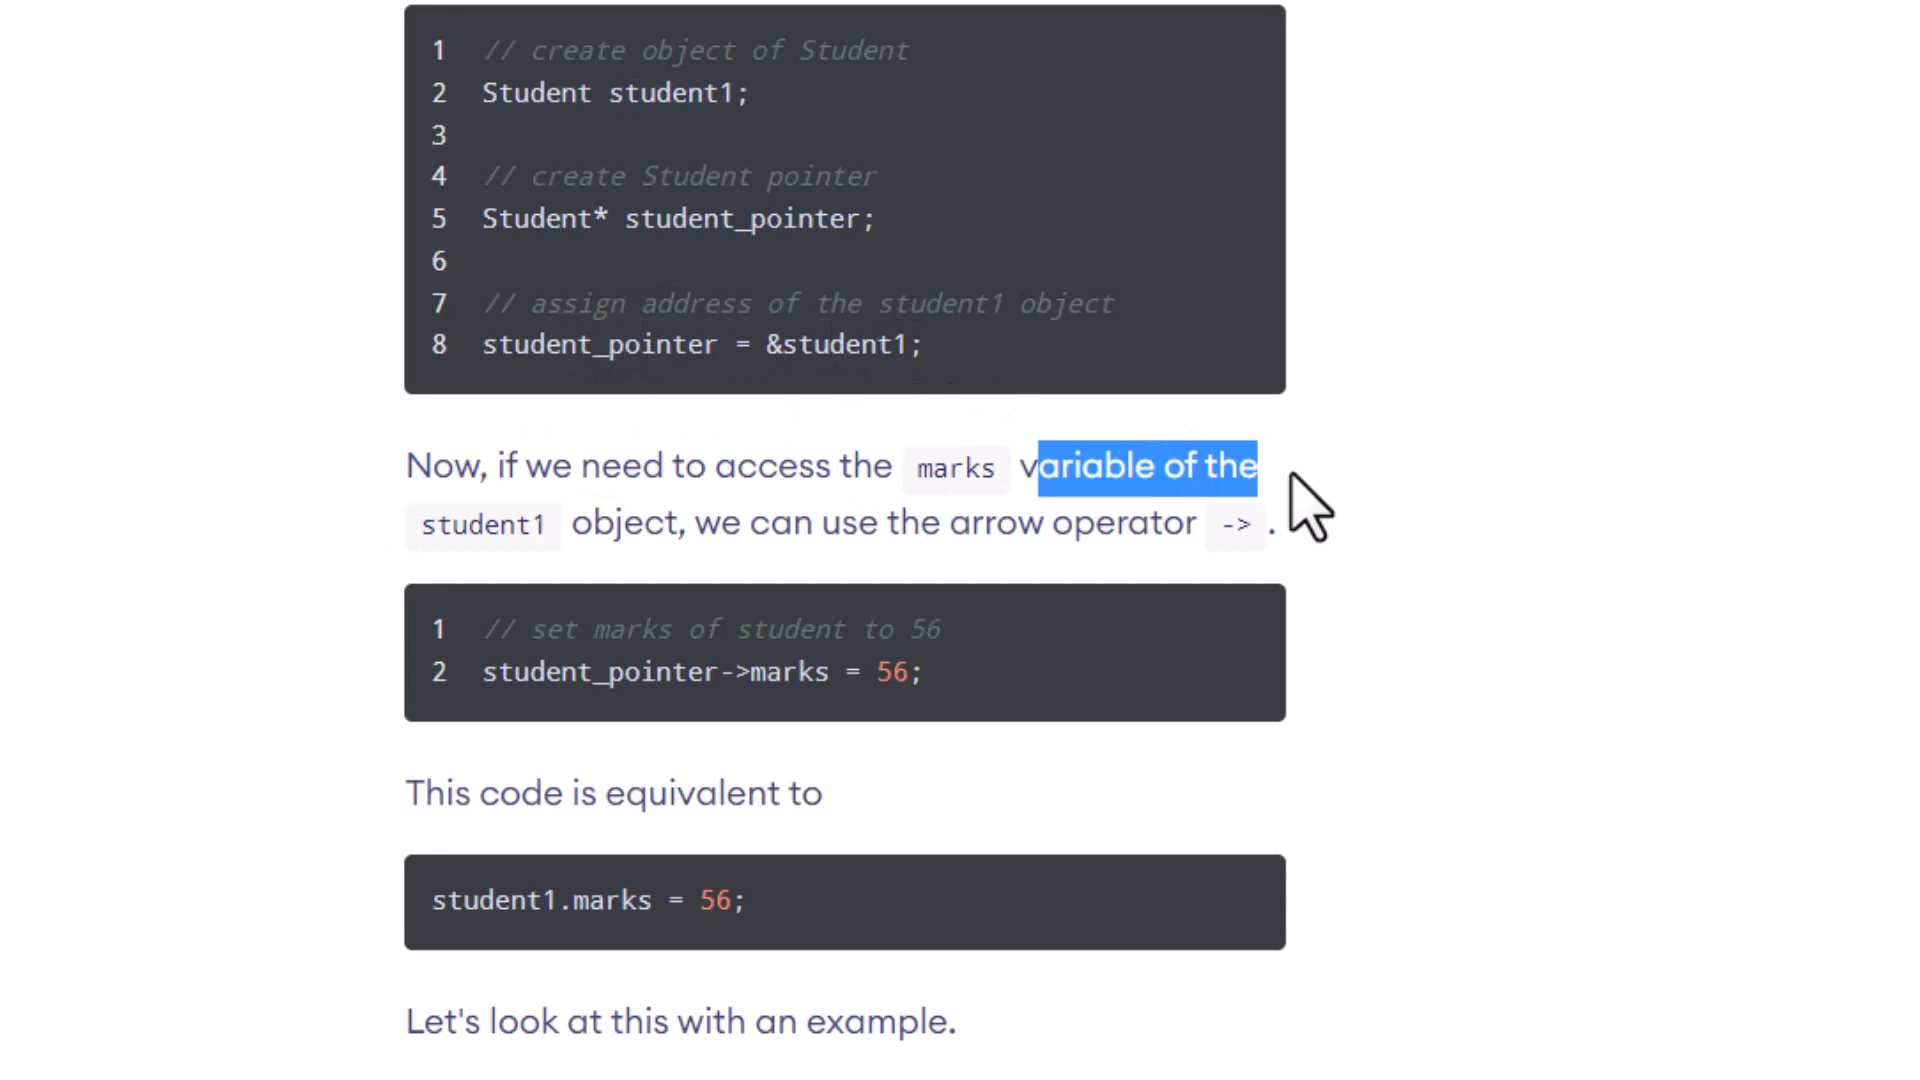 1 // create object of Student
2 Student student1;
3
4 // create Student pointer
5 Student* student_pointer;
6
7 // assign address of the student1 object
8 student_pointer = &student1;
Now, if we need to access the marks variable of the
student1 object, we can use the arrow operator -> .
1 // set marks of student to 56
2 student_pointer->marks = 56;
This code is equivalent to
student1.marks = 56;
Let's look at this with an example.